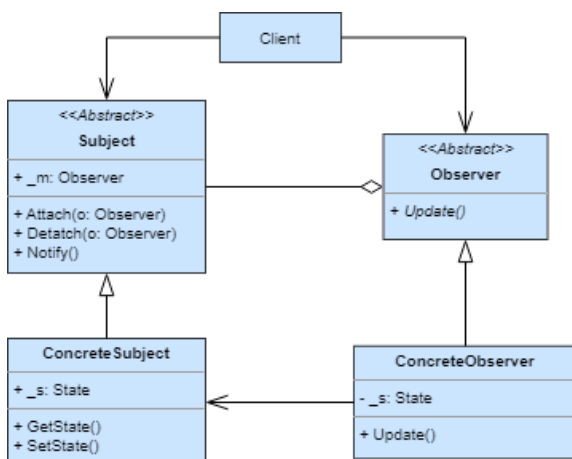 Client
<<Abstract>>
Subject
+ _m: Observer
+ Attach(o: Observer)
+ Detatch(o: Observer)
+ Notify()
<<Abstract>>
Observer
+ Update()
ConcreteSubject
+ _s: State
+ GetState()
+ SetState()
ConcreteObserver
- _s: State
+ Update()